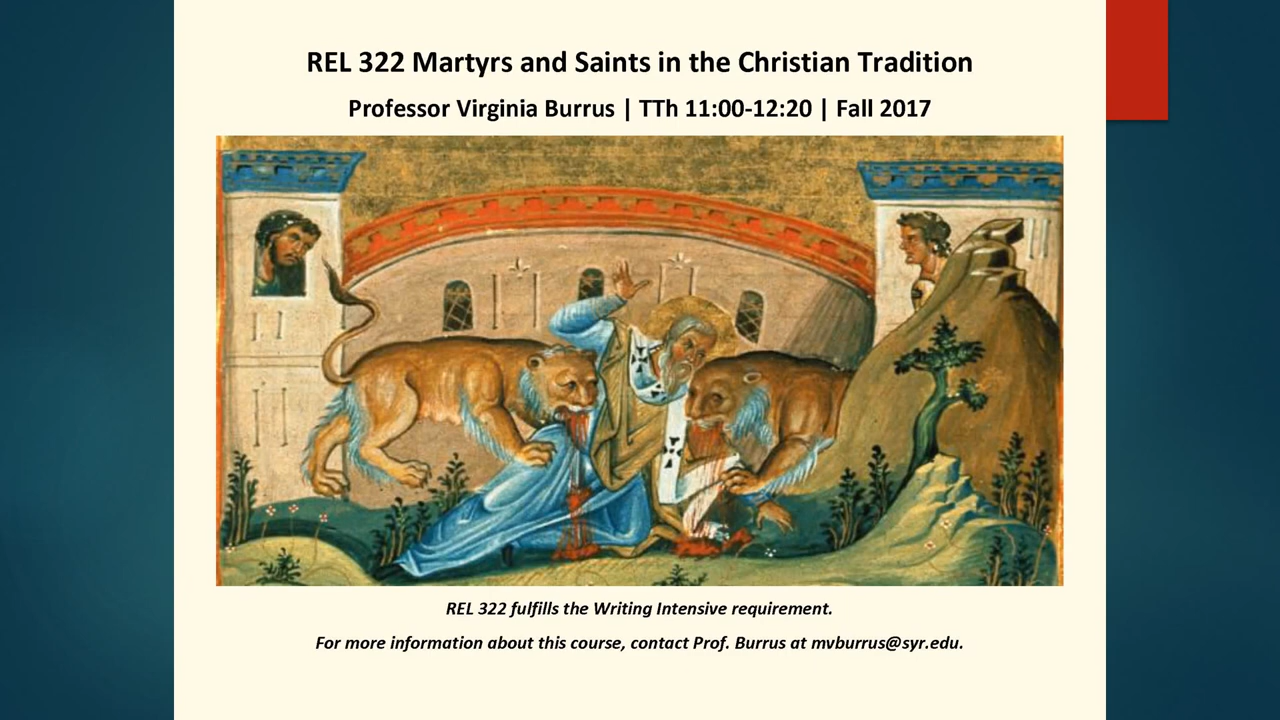 REL 322 Martyrs and Saints in the Christian Tradition
Professor Virginia Burrus | TTh 11:00-12:20 | Fall 2017
REL 322 fulfills the Writing Intensive requirement.
For more information about this course, contact Prof. Burrus at mvburrus@syr.edu.